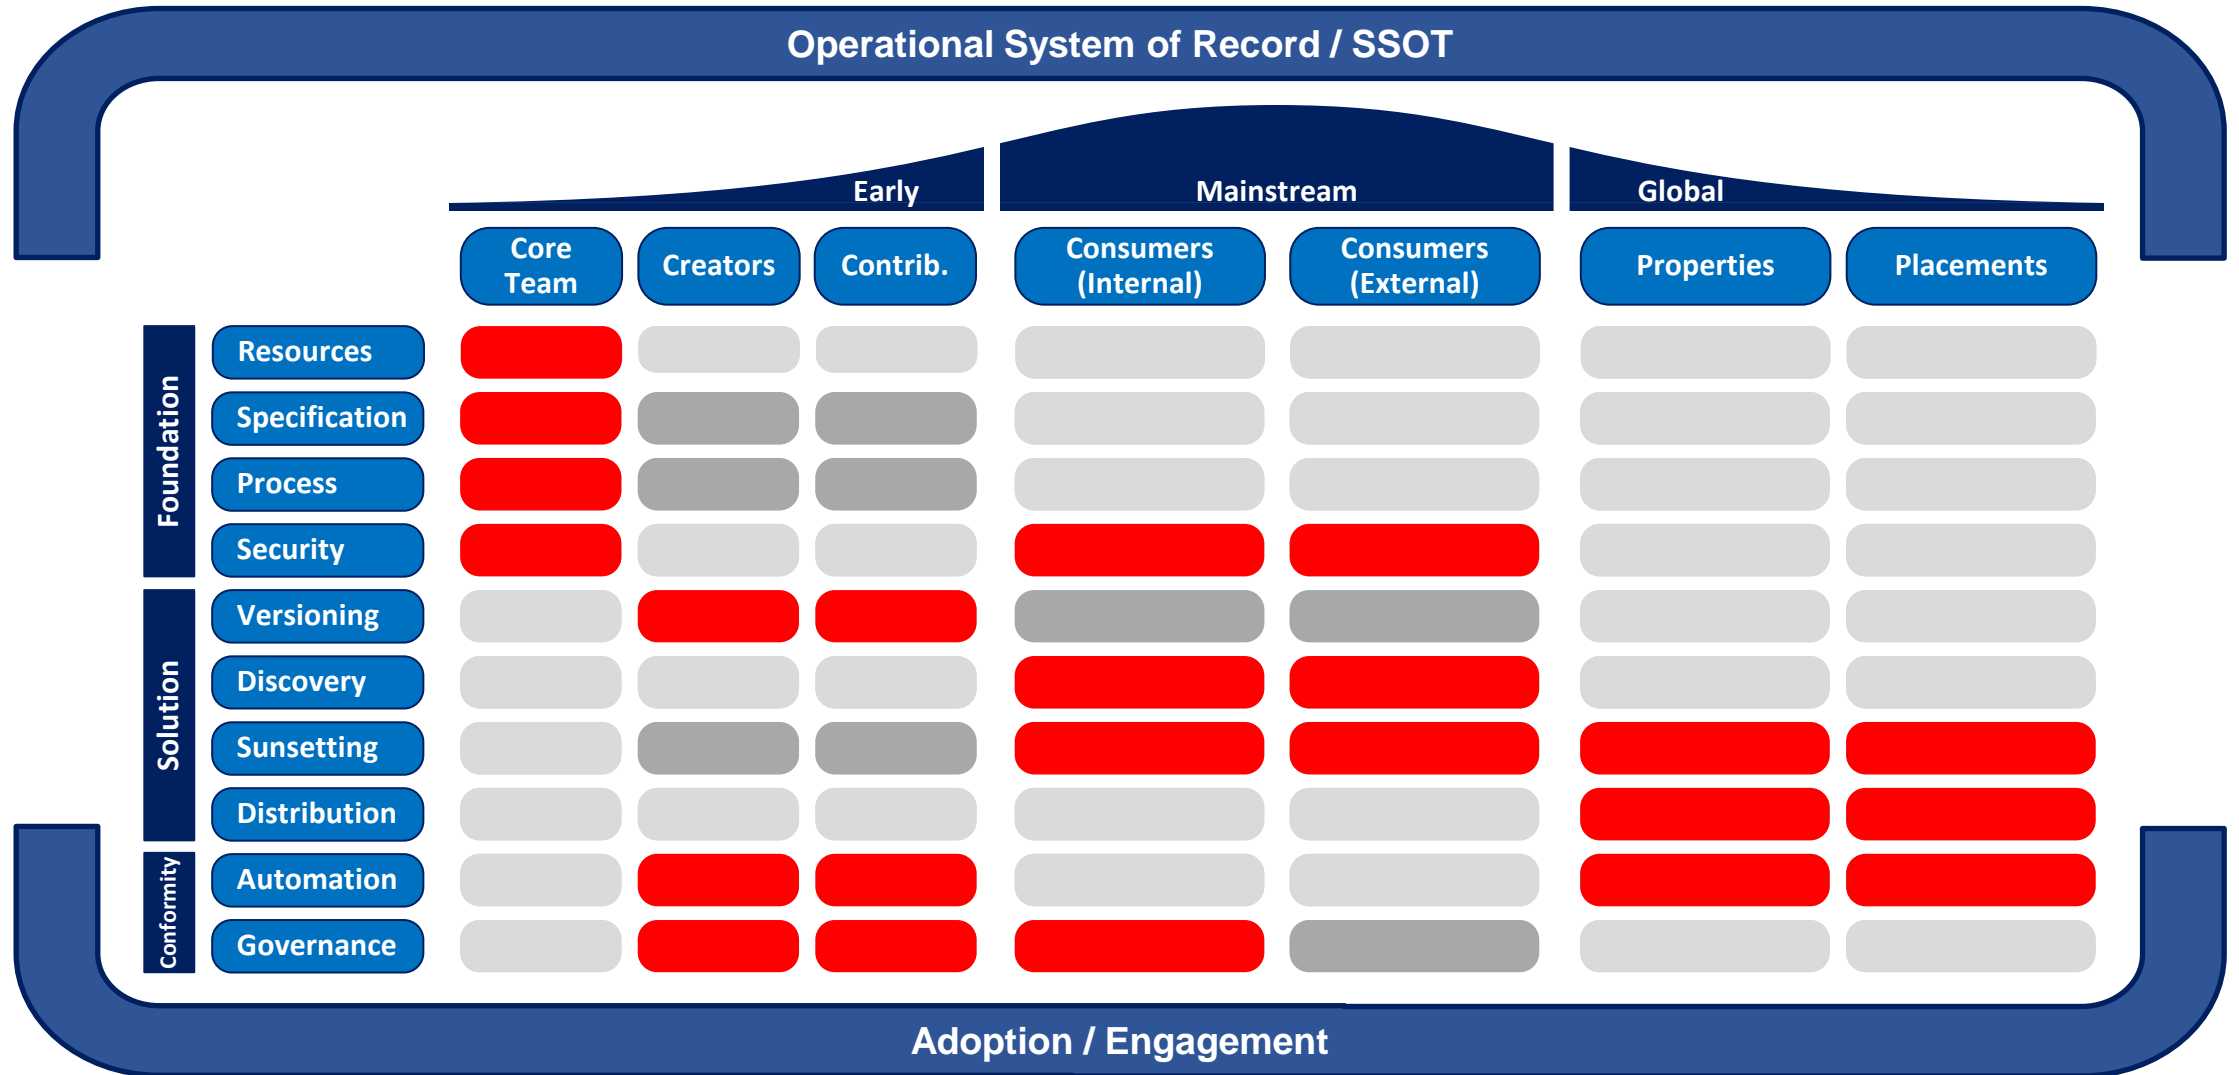 Operational System of Record / SSOT
Early
Mainstream
Global
Core
Team
Creators
Contrib.
Consumers
(Internal)
Consumers
(External)
Properties
Placements
Foundation
Resources
Specification
Process
Security
Solution
Versioning
Discovery
Sunsetting
Distribution
Conformity
Automation
Governance
Adoption / Engagement